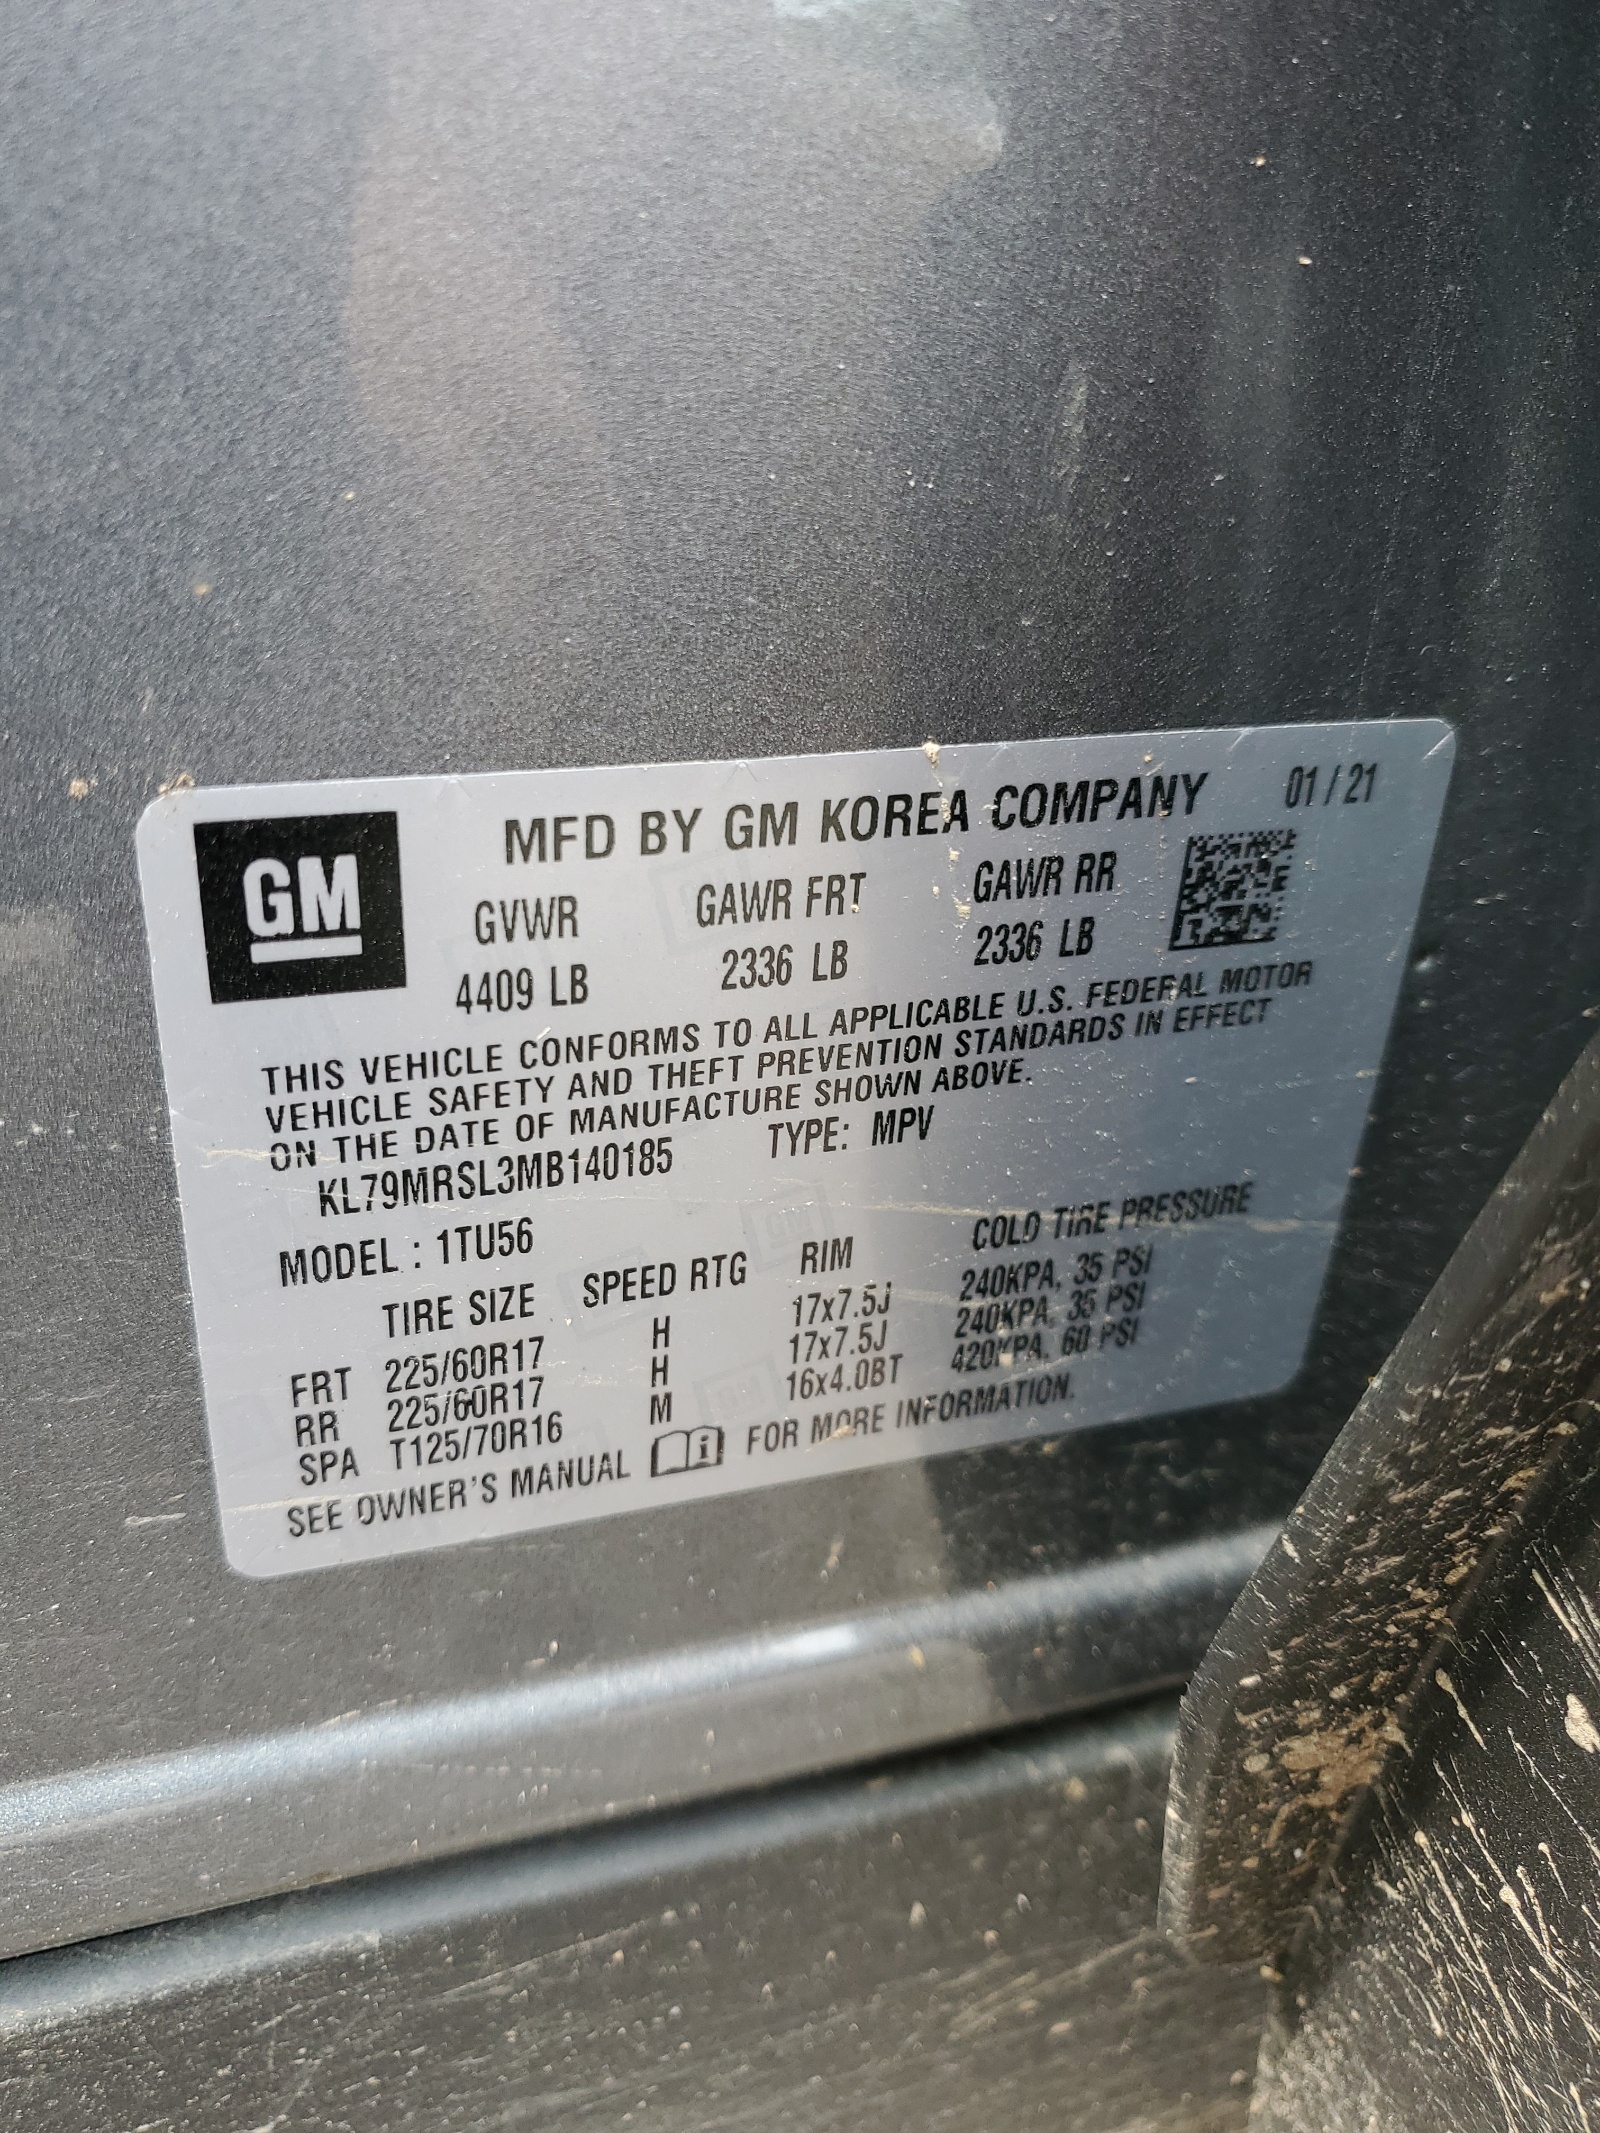 GM
MFD BY GM KOREA COMPANY 01/21
GVWR GAWR FRT GAWR RR
4409 LB 2336 LB 2336 LB
THIS VEHICLE CONFORMS TO ALL APPLICABLE U.S. FEDERAL MOTOR
VEHICLE SAFETY AND THEFT PREVENTION STANDARDS IN EFFECT
ON THE DATE OF MANUFACTURE SHOWN ABOVE.
KL79MRSL3MB140185 TYPE: MPV
MODEL : 1TU56
TIRE SIZE SPEED RTG RIM COLD TIRE PRESSURE
FRT 225/60R17 H 17x7.5J 240KPA, 35 PSI
RR 225/60R17 H 17x7.5J 240KPA, 35 PSI
SPA T125/70R16 M 16x4.0BT 420KPA, 60 PSI
SEE OWNER'S MANUAL i FOR MORE INFORMATION.